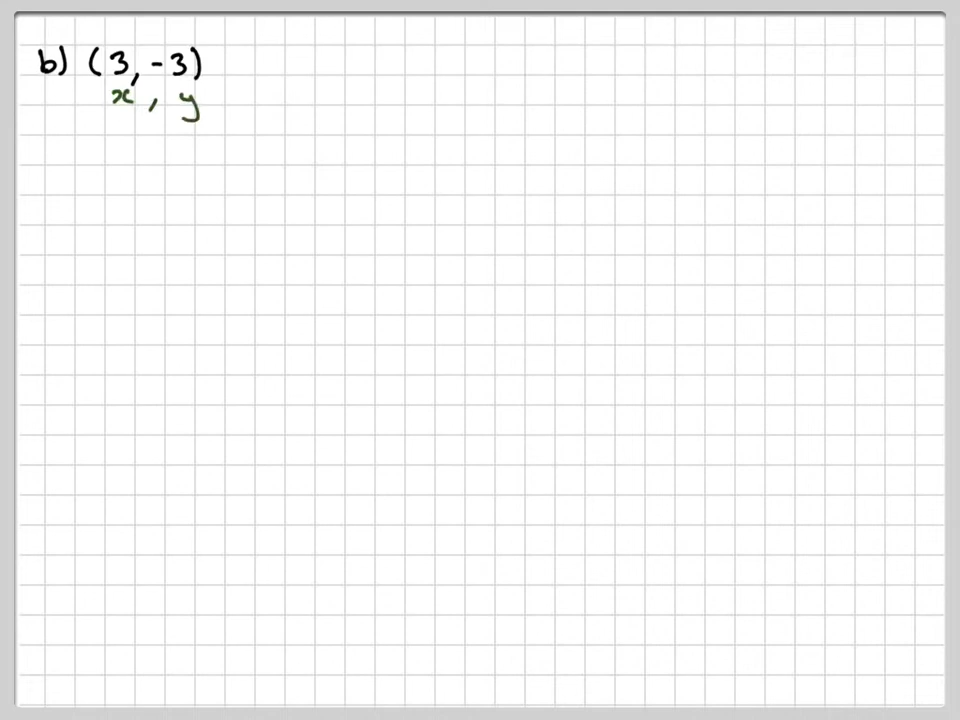 b) (3, -3)
x, y